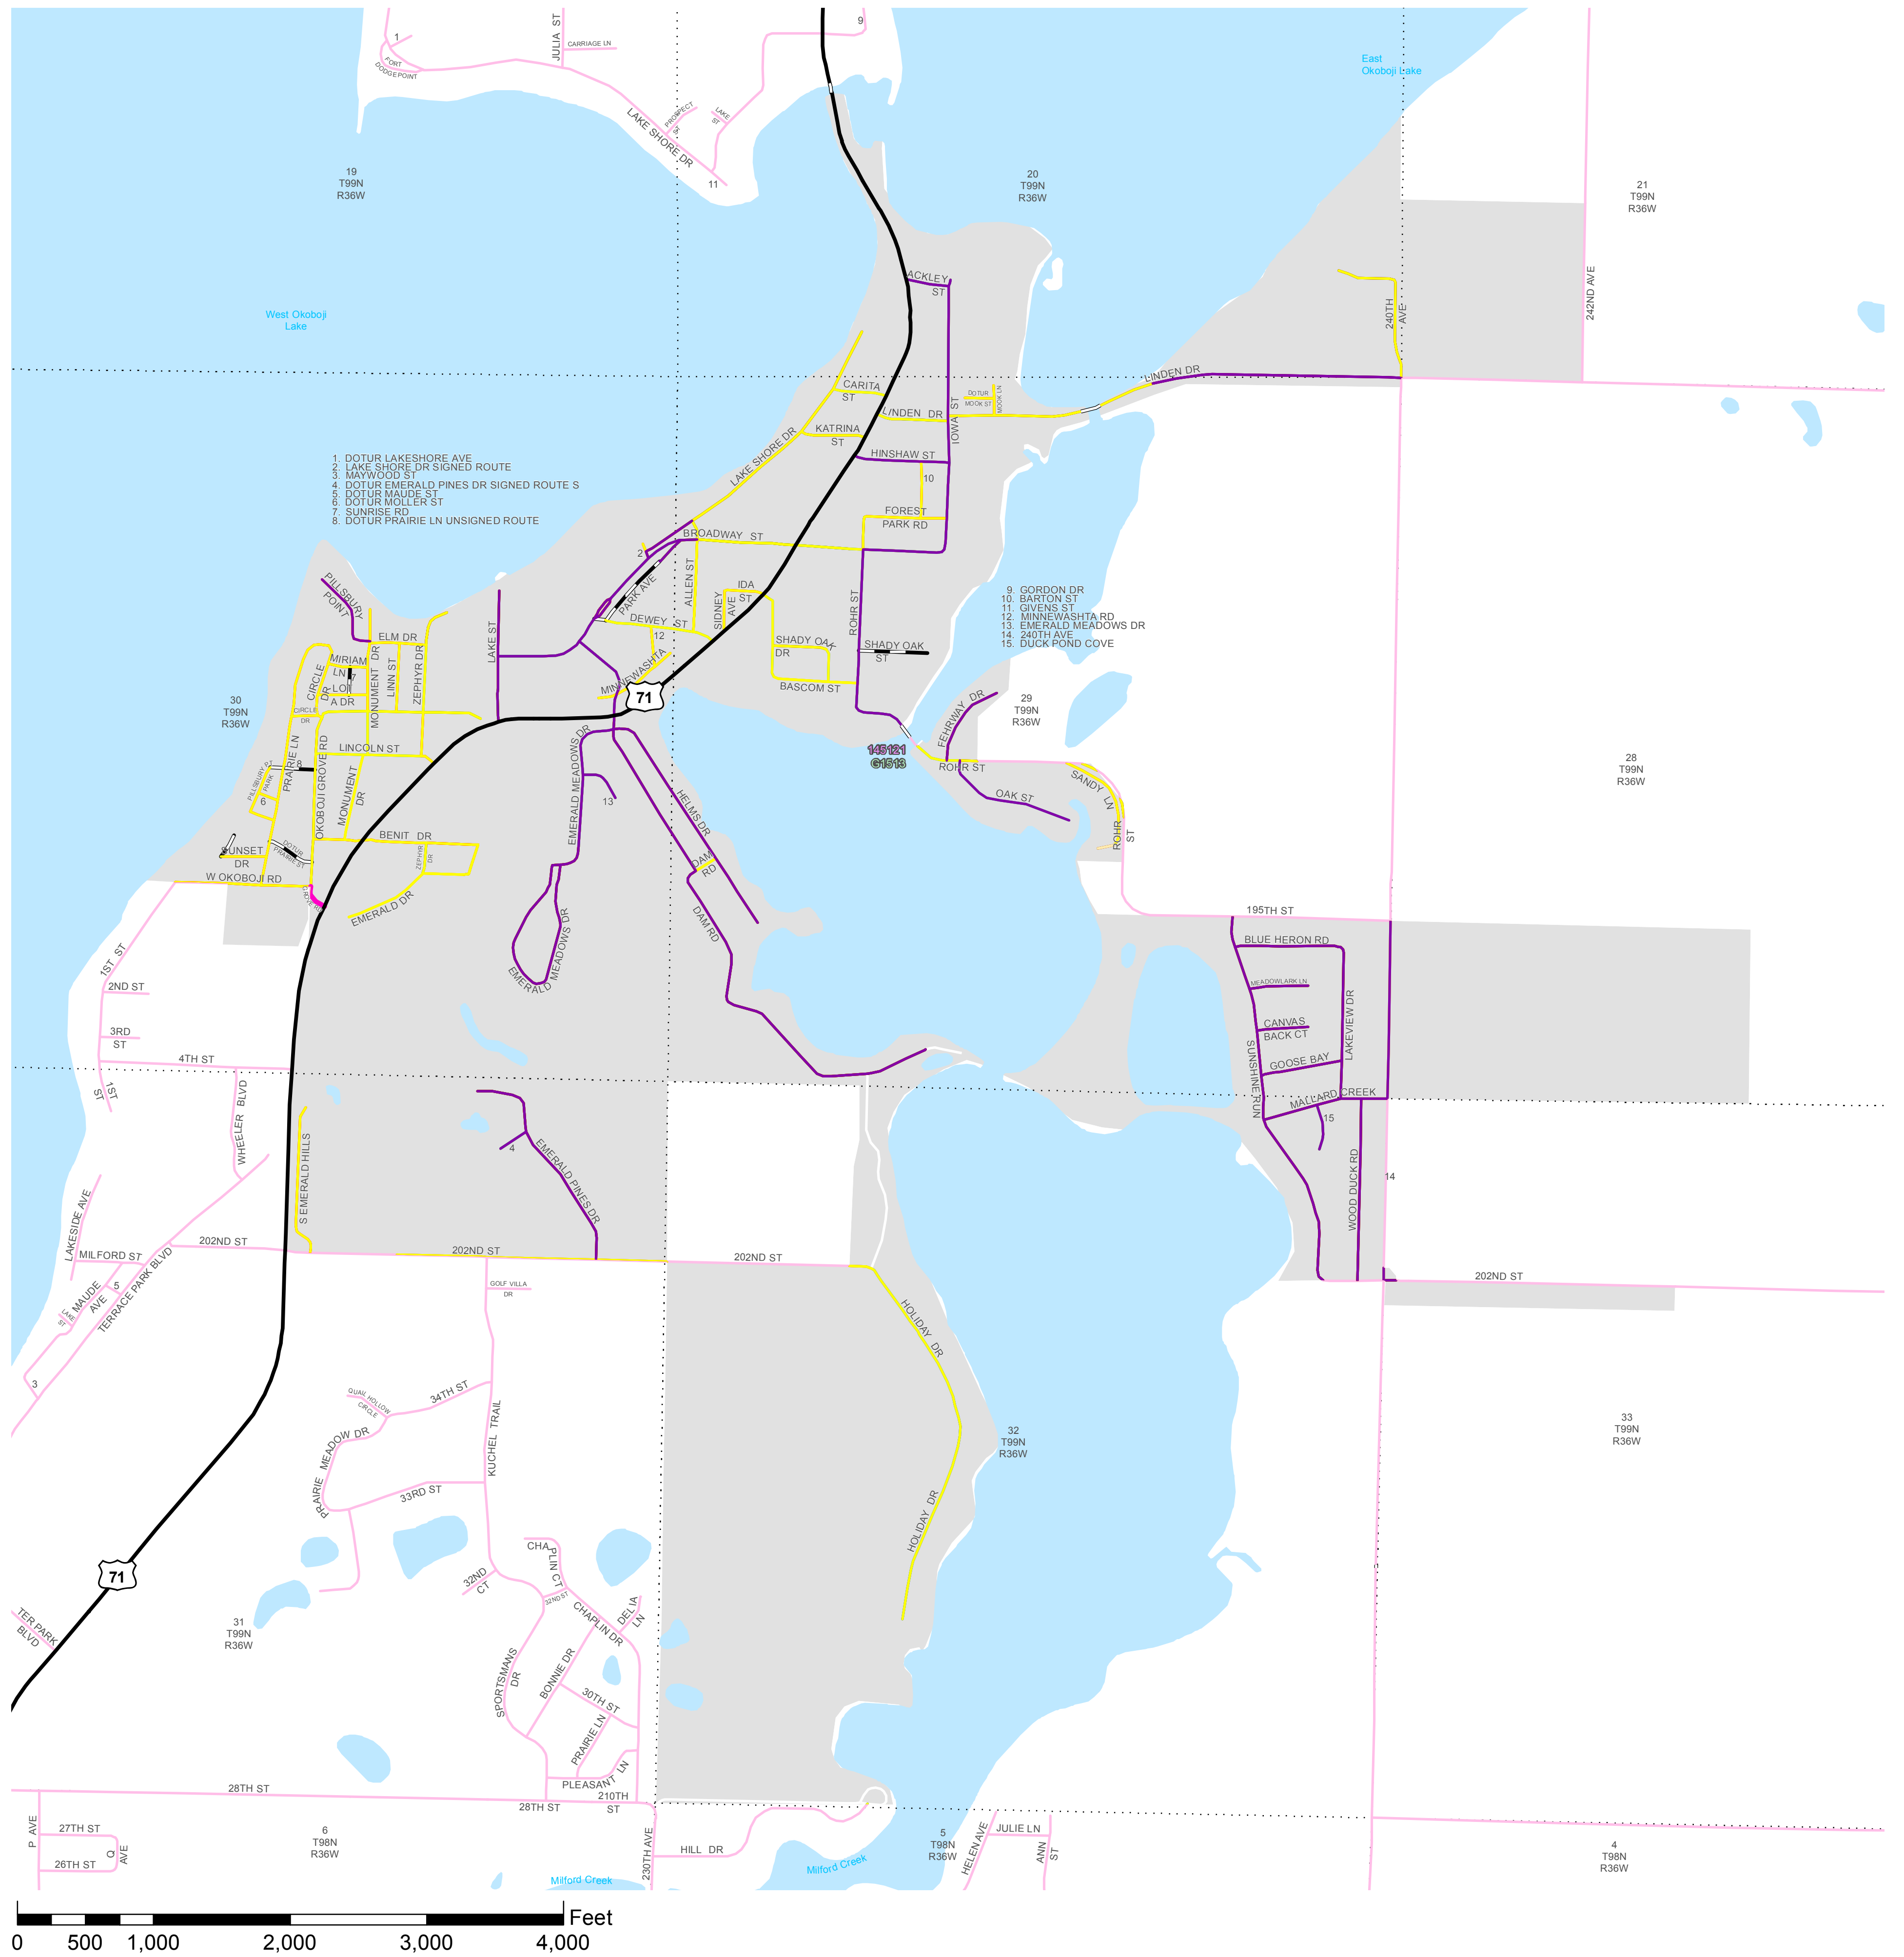 1
FORT
DODGE POINT
JULIA ST
CARRIAGE LN
9
LAKE SHORE DR
PROSPECT
ST
LAKE
ST
11
East
Okoboji Lake
19
T99N
R36W
20
T99N
R36W
21
T99N
R36W
242ND AVE
240TH
AVE
West Okoboji
Lake
ACKLEY
ST
CARITA
ST
LINDEN DR
DOTUR
MOOK ST
MOOK LN
LINDEN DR
IOWA ST
KATRINA
ST
LAKE SHORE DR
HINSHAW ST
10
FOREST
PARK RD
1. DOTUR LAKESHORE AVE
2. LAKE SHORE DR SIGNED ROUTE
3. MAYWOOD ST
4. DOTUR EMERALD PINES DR SIGNED ROUTE S
5. DOTUR MAUDE ST
6. DOTUR MOLLER ST
7. SUNRISE RD
8. DOTUR PRAIRIE LN UNSIGNED ROUTE
BROADWAY ST
2
PARK AVE
ALLEN ST
SIDNEY
AVE
IDA
ST
DEWEY ST
12
MINNEWASHTA
SHADY OAK
DR
BASCOM ST
ROHR ST
SHADY OAK
ST
9. GORDON DR
10. BARTON ST
11. GIVENS ST
12. MINNEWASHTA RD
13. EMERALD MEADOWS DR
14. 240TH AVE
15. DUCK POND COVE
PILLSBURY
POINT
ELM DR
MIRIAM
LN
7
LOIT
A DR
CIRCLE
DR
CIRCLE
DR
MONUMENT DR
LINN ST
ZEPHYR DR
LAKE ST
71
30
T99N
R36W
LINCOLN ST
PRAIRIE LN
8
OKOBOJI GROVE RD
MONUMENT
DR
PILLSBURY PT
PARK
6
SUNSET
DR
DOTUR
PRAIRIE ST
W OKOBOJI RD
GROVE RD
BENIT DR
ZEPHYR
DR
EMERALD DR
EMERALD MEADOWS DR
13
HELMS DR
DAM
RD
DAM RD
EMERALD
MEADOWS DR
145121
G1513
FEHRWAY DR
29
T99N
R36W
ROHR ST
OAK ST
SANDY LN
ROHR
ST
28
T99N
R36W
195TH ST
BLUE HERON RD
MEADOWLARK LN
CANVAS
BACK CT
GOOSE BAY
LAKEVIEW DR
SUNSHINE RUN
MALLARD CREEK
15
WOOD DUCK RD
14
1ST ST
2ND ST
3RD
ST
4TH ST
1ST
ST
WHEELER BLVD
S EMERALD HILLS
4
EMERALD PINES DR
LAKESIDE AVE
MILFORD ST
202ND ST
202ND ST
202ND ST
202ND ST
5
MAUDE
AVE
LAKE
ST
TERRACE PARK BLVD
3
GOLF VILLA
DR
HOLIDAY DR
QUAIL HOLLOW
CIRCLE
34TH ST
PRAIRIE MEADOW DR
KUCHEL TRAIL
33RD ST
32
T99N
R36W
33
T99N
R36W
HOLIDAY DR
71
CHA
PLIN CT
32ND
CT
32ND ST
CHAPLIN DR
DELIA
LN
TER PARK
BLVD
31
T99N
R36W
SPORTSMANS
DR
BONNIE DR
30TH ST
PRAIRIE LN
PLEASANT LN
28TH ST
28TH ST
210TH
ST
P AVE
27TH ST
Q
AVE
26TH ST
6
T98N
R36W
230TH AVE
HILL DR
Milford Creek
Milford Creek
5
T98N
R36W
HELEN AVE
JULIE LN
ANN
ST
4
T98N
R36W
Feet
0 500 1,000 2,000 3,000 4,000